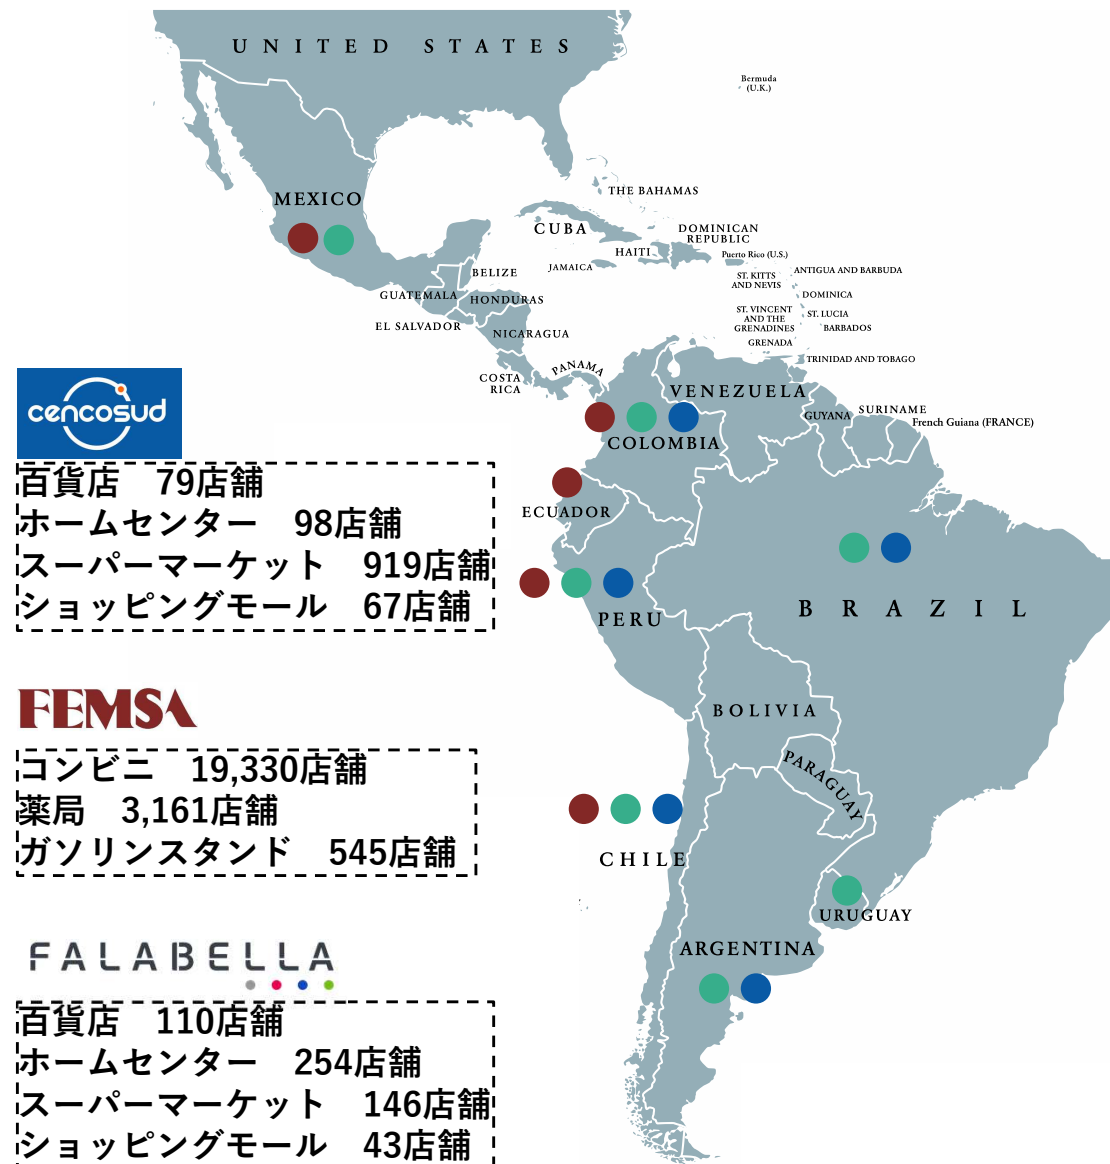 UNITED STATES
Bermuda
(U.K.)
MEXICO
THE BAHAMAS
CUBA
DOMINICAN
REPUBLIC
HAITI
Puerto Rico (U.S.)
JAMAICA
BELIZE
ST. KITTS
AND NEVIS
ANTIGUA AND BARBUDA
GUATEMALA
HONDURAS
DOMINICA
EL SALVADOR
NICARAGUA
ST. VINCENT
AND THE
GRENADINES
ST. LUCIA
BARBADOS
GRENADA
COSTA
RICA
PANAMA
TRINIDAD AND TOBAGO
VENEZUELA
GUYANA
SURINAME
French Guiana (FRANCE)
COLOMBIA
ECUADOR
PERU
BRAZIL
BOLIVIA
PARAGUAY
CHILE
URUGUAY
ARGENTINA
cencosud
百貨店　79店舗
ホームセンター　98店舗
スーパーマーケット　919店舗
ショッピングモール　67店舗
FEMSA
コンビニ　19,330店舗
薬局　3,161店舗
ガソリンスタンド　545店舗
FALABELLA
百貨店　110店舗
ホームセンター　254店舗
スーパーマーケット　146店舗
ショッピングモール　43店舗